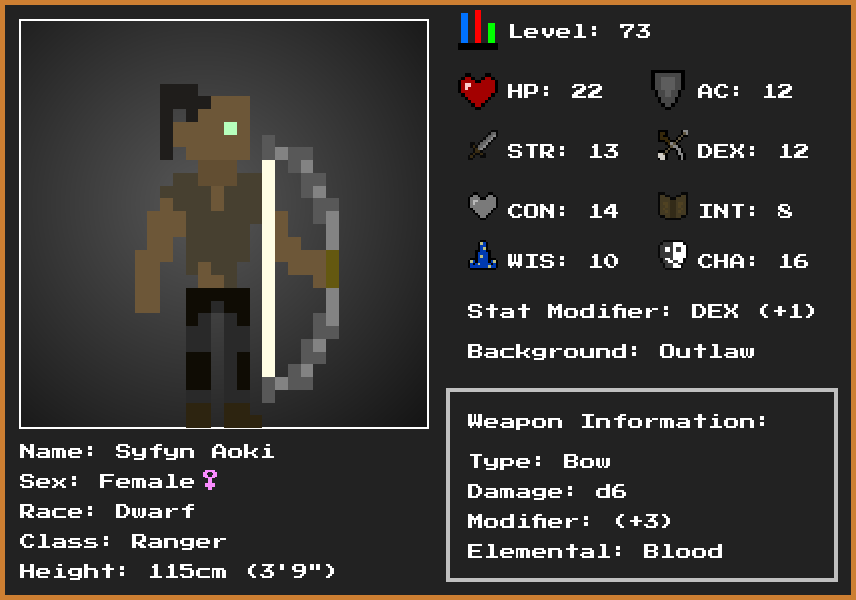 Level: 73
HP: 22 AC: 12
STR: 13 DEX: 12
CON: 14 INT: 8
WIS: 10 CHA: 16
Stat Modifier: DEX (+1)
Background: Outlaw
Weapon Information:
Type: Bow
Damage: d6
Modifier: (+3)
Elemental: Blood
Name: Syfyn Aoki
Sex: Female♀
Race: Dwarf
Class: Ranger
Height: 115cm (3'9")